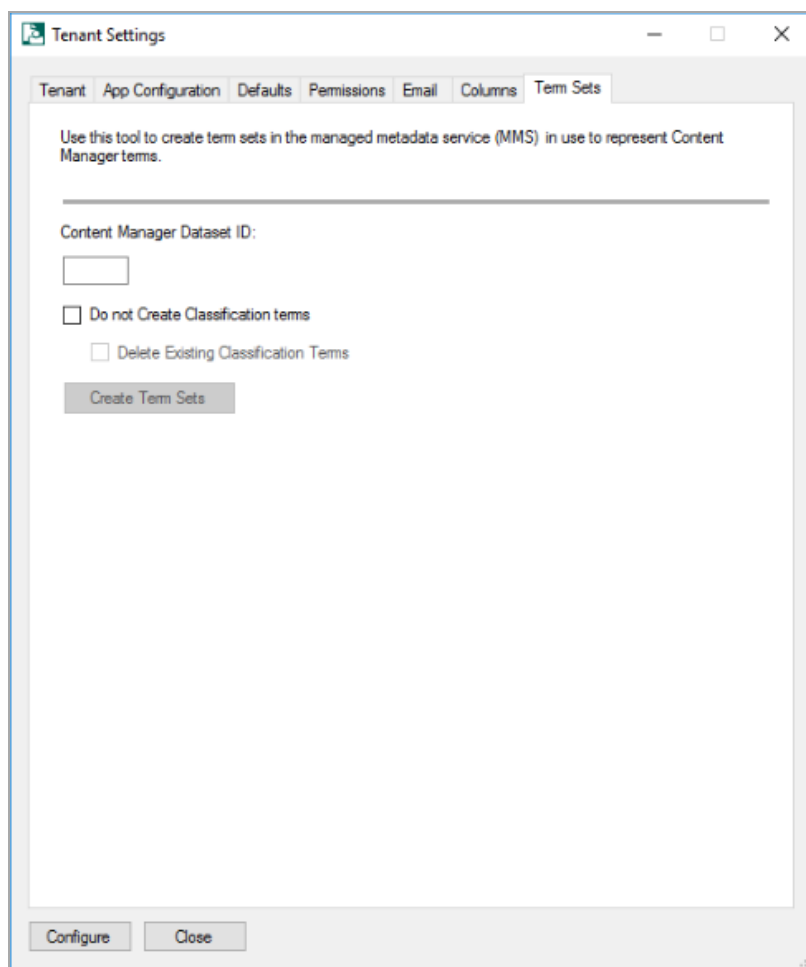 Tenant Settings
Tenant App Configuration Defaults Permissions Email Columns Term Sets
Use this tool to create term sets in the managed metadata service (MMS) in use to represent Content
Manager terms.
Content Manager Dataset ID:
Do not Create Classification terms
Delete Existing Classification Terms
Create Term Sets
Configure Close